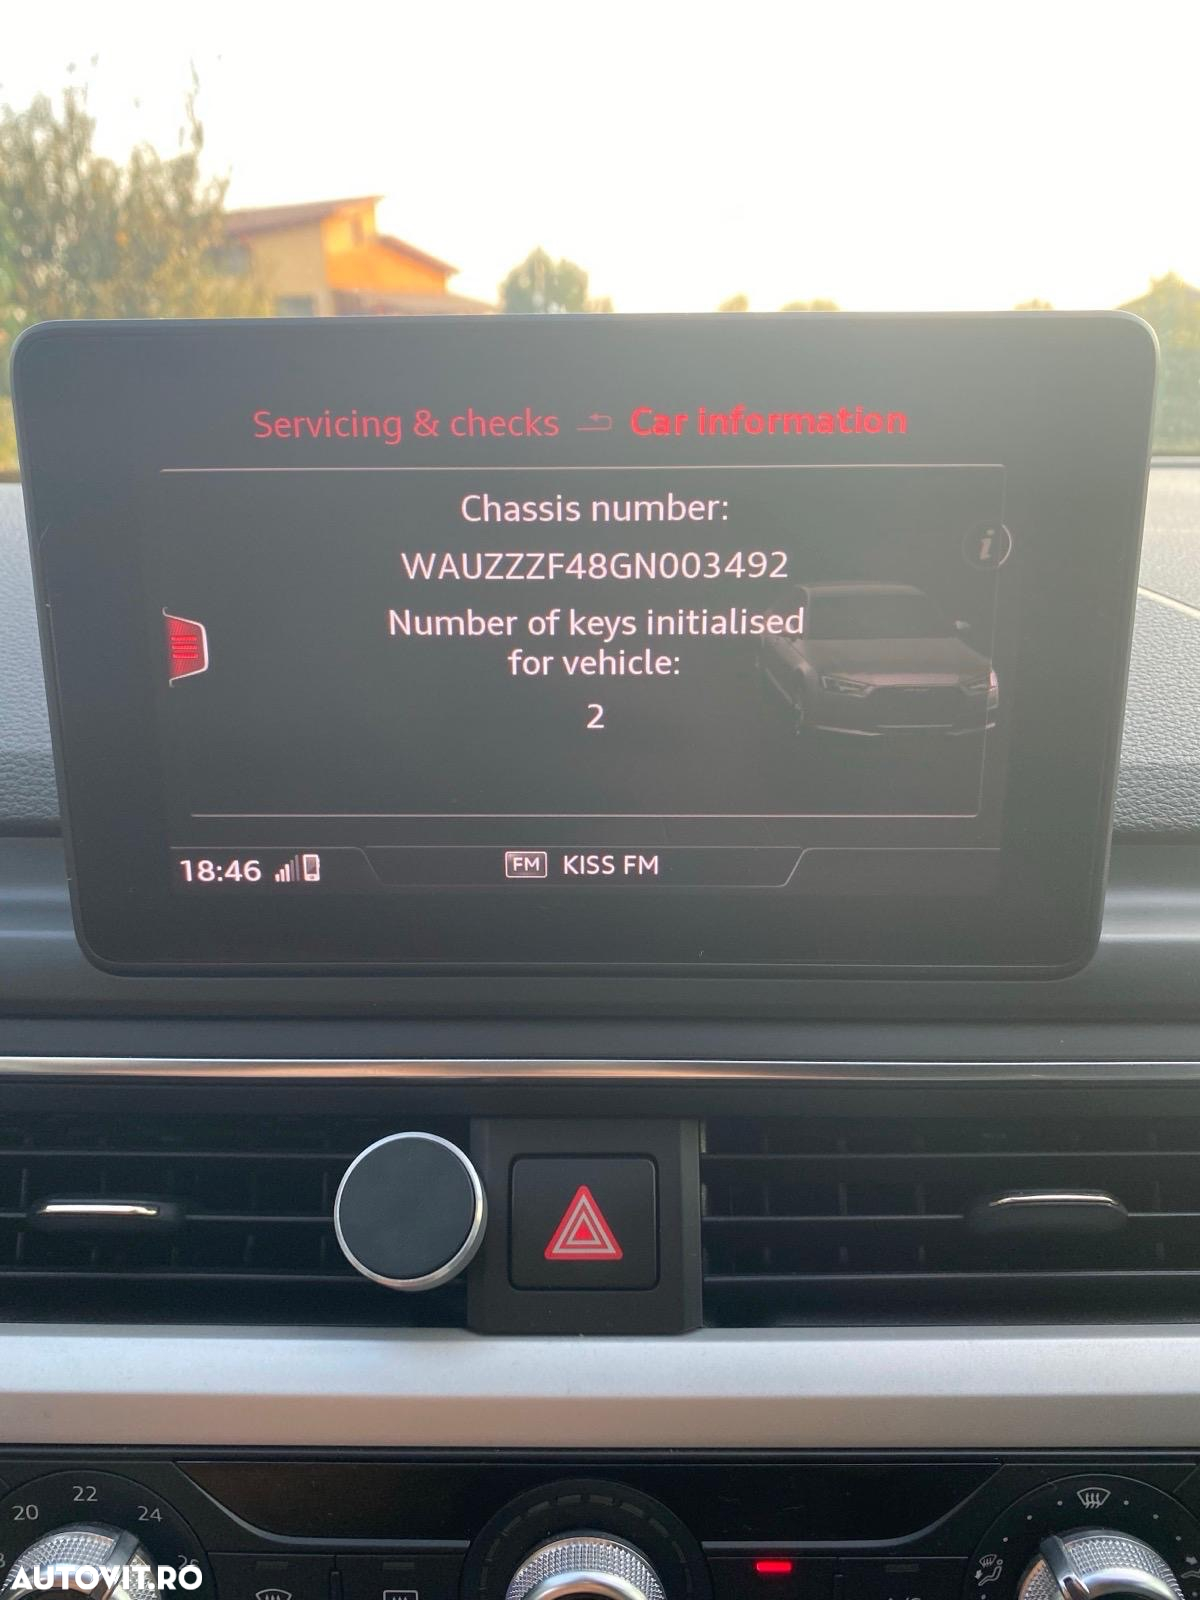 Servicing & checks Car information
Chassis number:
WAUZZZF48GN003492
Number of keys initialised
for vehicle:
2
18:46 FM KISS FM
20 22 24
AUTOVIT.RO